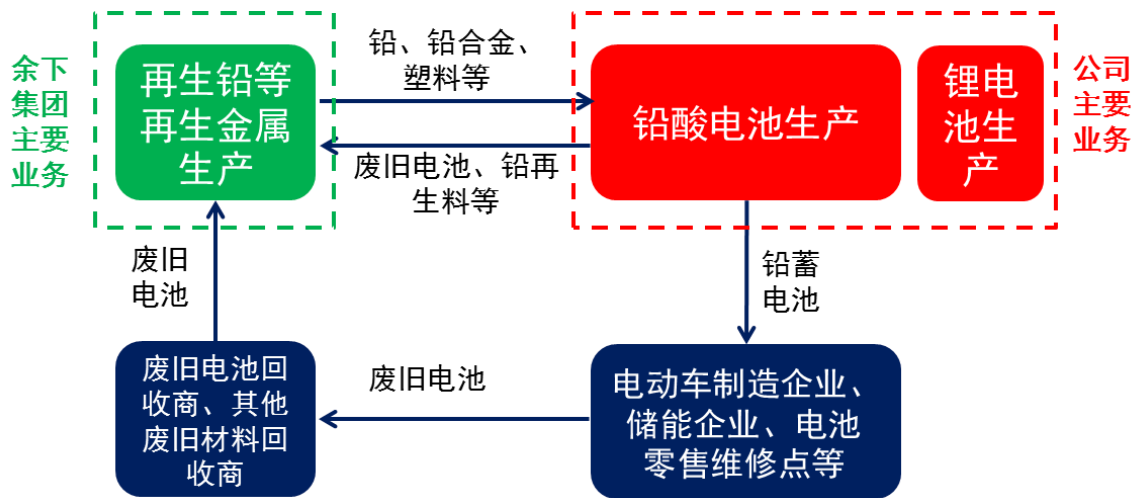 余下
集团
主要
业务
再生铅等
再生金属
生产
铅、铅合金、
塑料等
废旧电池、铅再
生料等
铅酸电池生产
锂电
池生
产
公司
主要
业务
废旧
电池
铅蓄
电池
废旧电池回
收商、其他
废旧材料回
收商
废旧电池
电动车制造企业、
储能企业、电池
零售维修点等